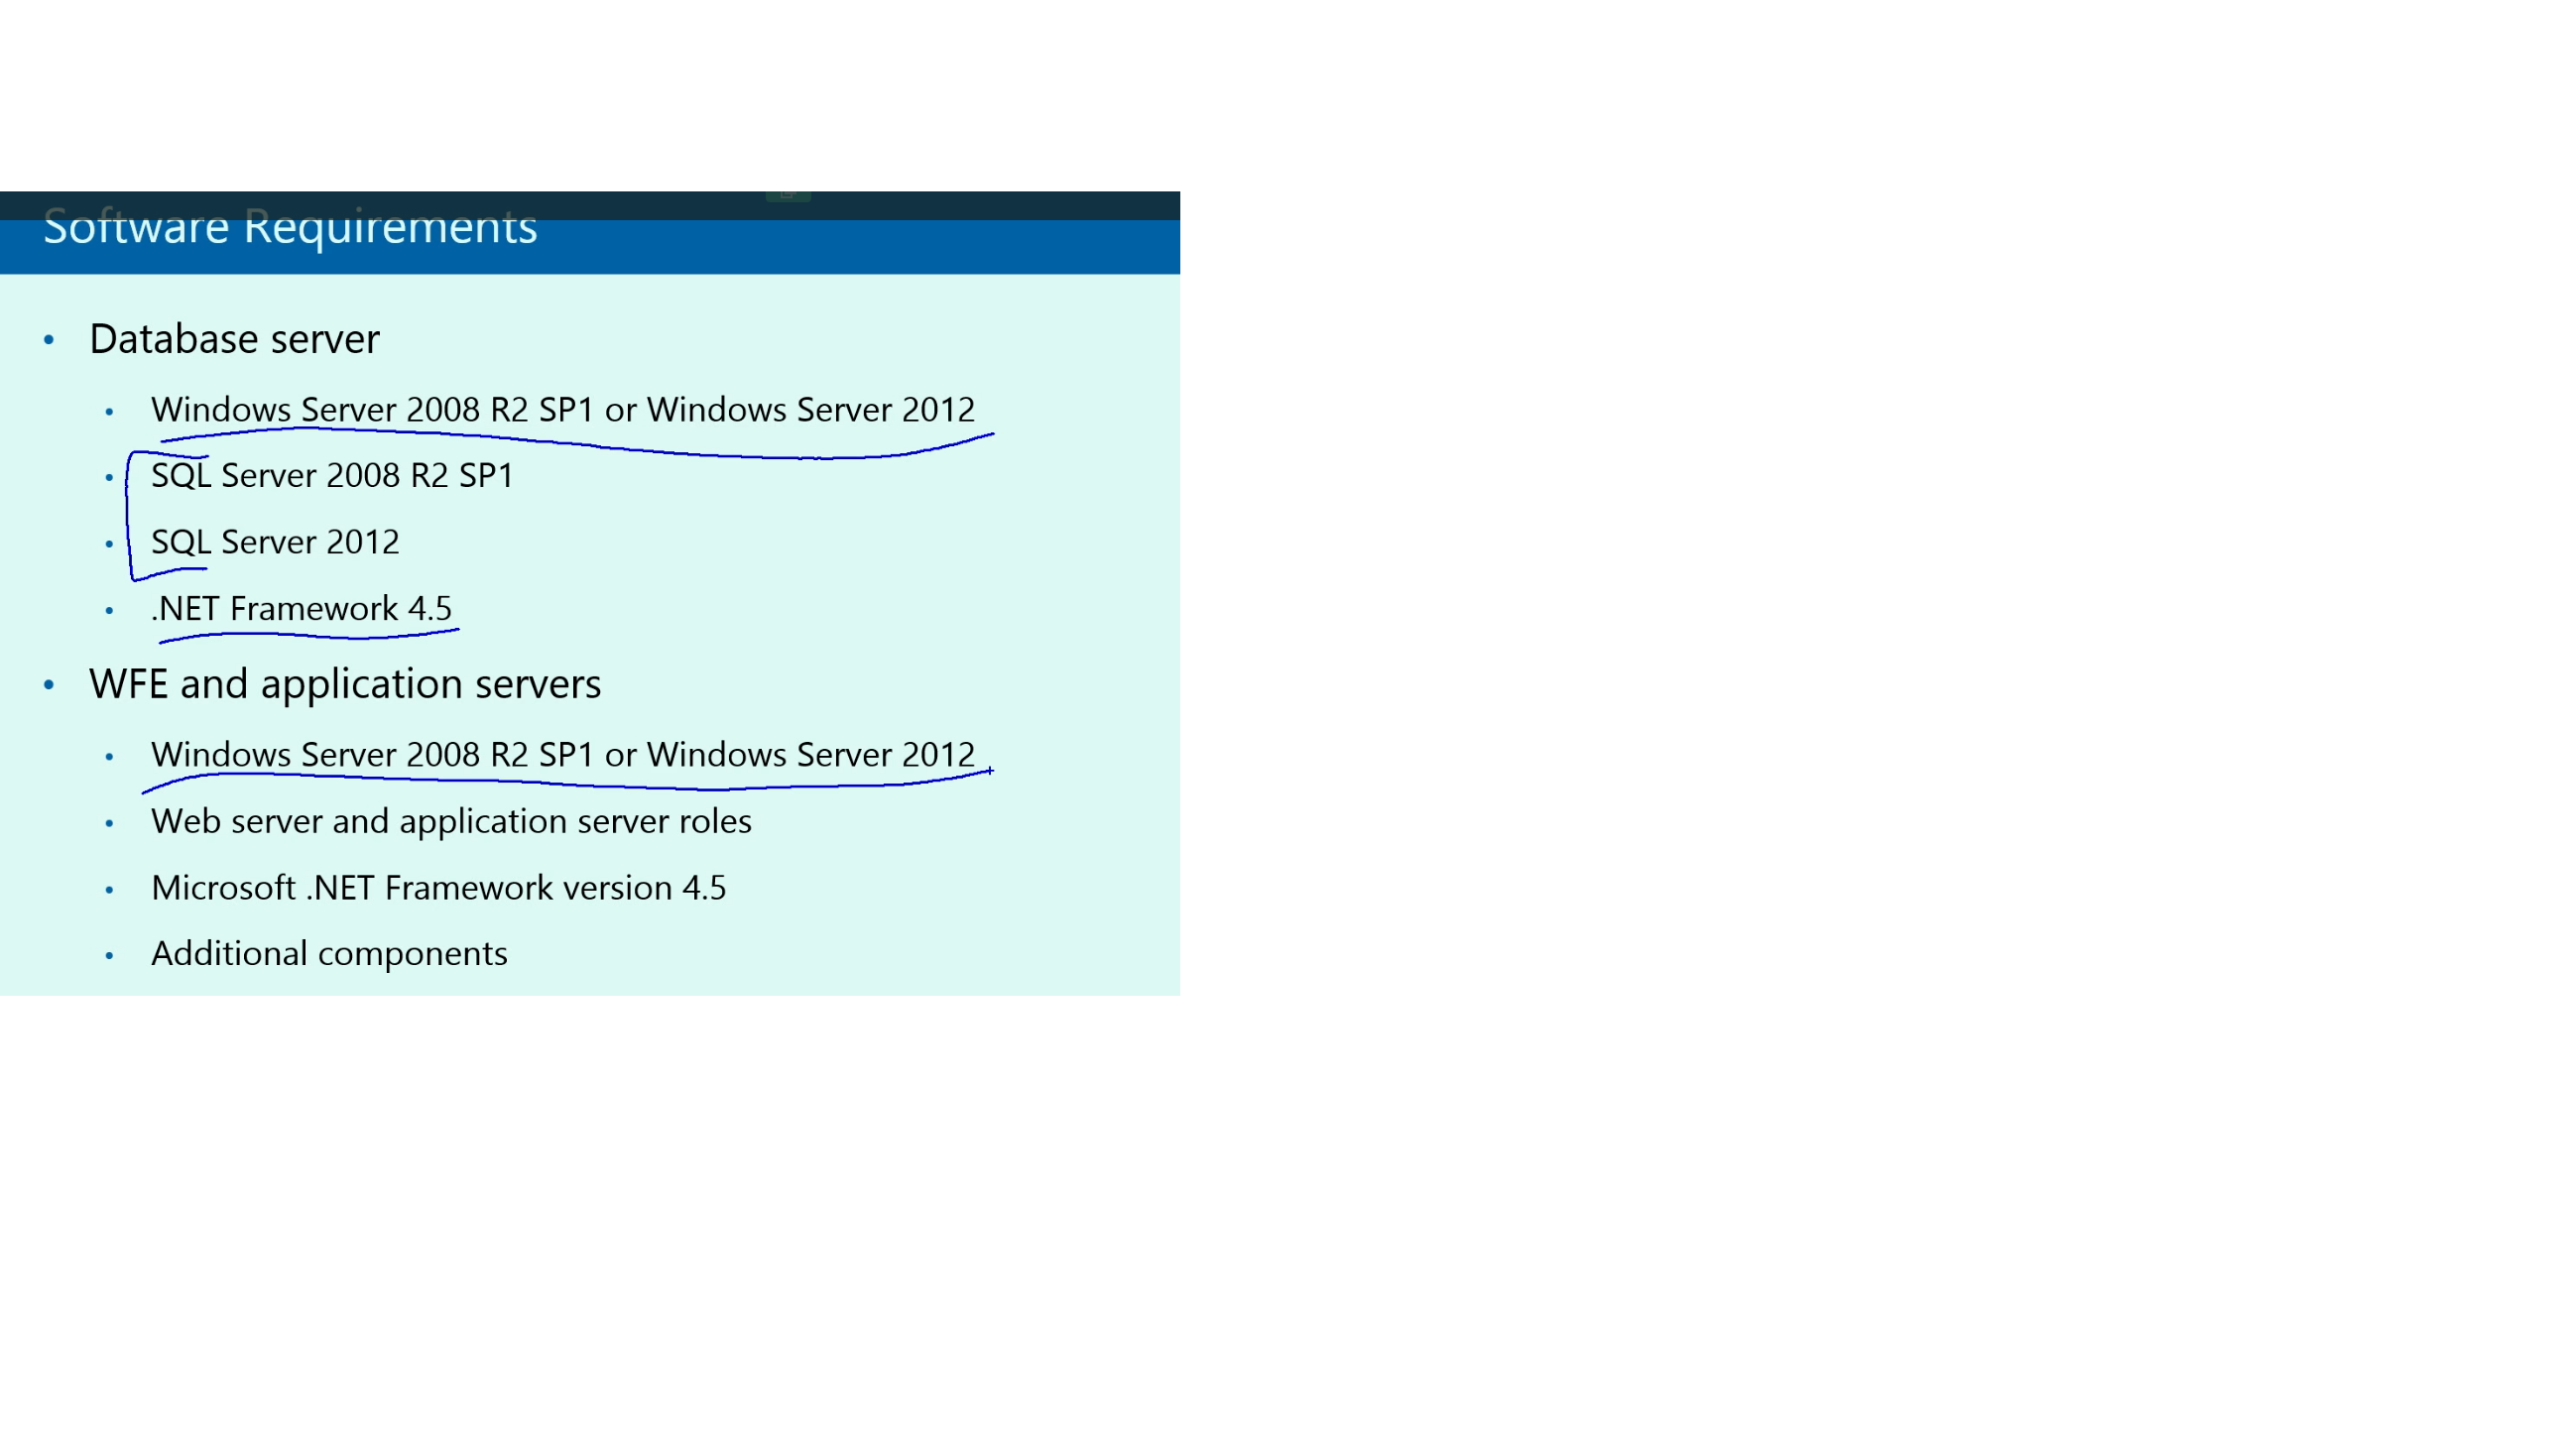 Software Requirements
• Database server
• Windows Server 2008 R2 SP1 or Windows Server 2012
• SQL Server 2008 R2 SP1
• SQL Server 2012
• .NET Framework 4.5
• WFE and application servers
• Windows Server 2008 R2 SP1 or Windows Server 2012
• Web server and application server roles
• Microsoft .NET Framework version 4.5
• Additional components